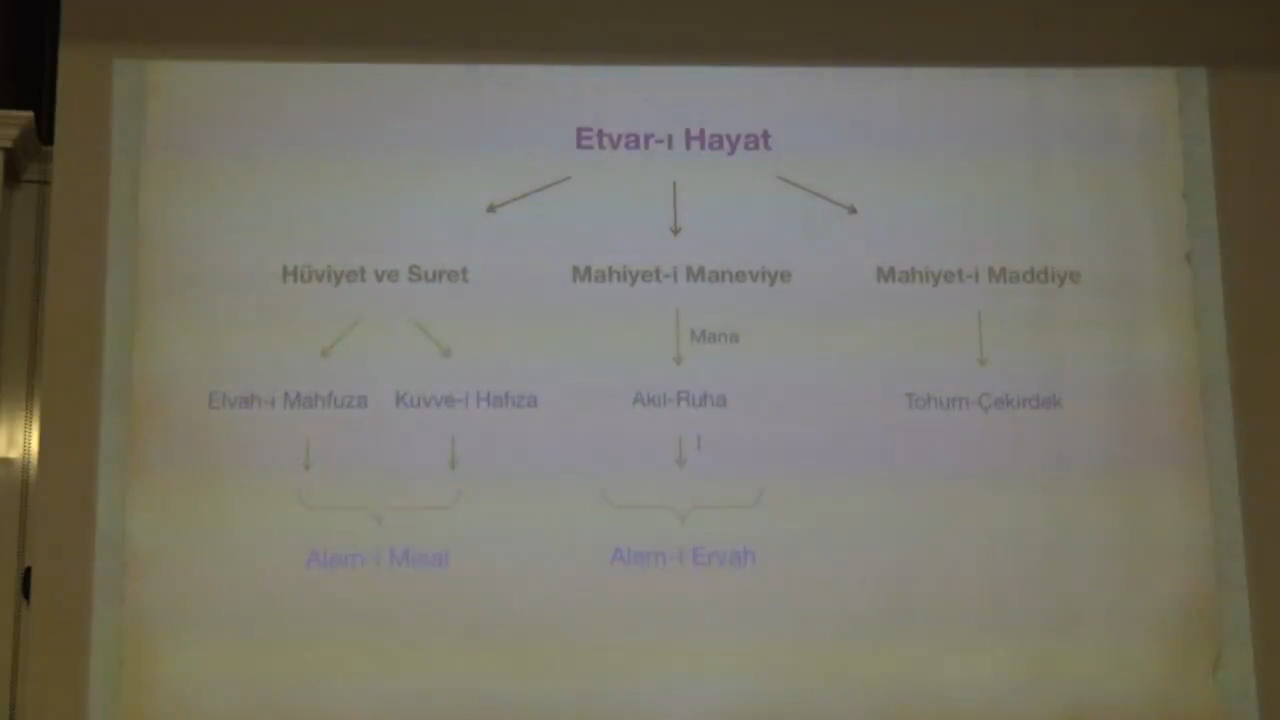 Etvar-ı Hayat
Hüviyet ve Suret Mahiyet-i Maneviye Mahiyet-i Maddiye
Mana
Elvah-ı Mahfuza Kuvve-i Hafıza Akıl-Ruha Tohum-Çekirdek
Alem-i Misal Alem-i Ervah